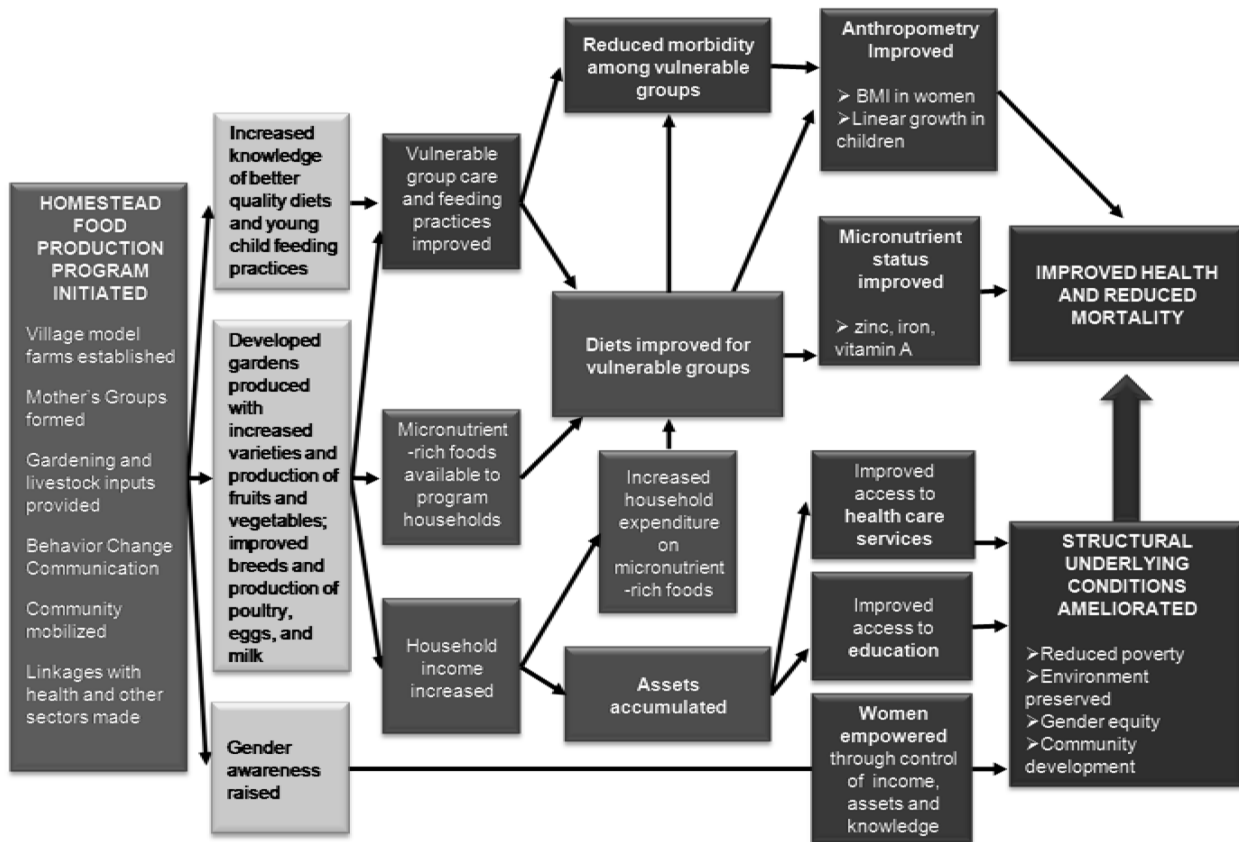 HOMESTEAD
FOOD
PRODUCTION
PROGRAM
INITIATED
Village model
farms established
Mother`s Groups
formed
Gardening and
livestock inputs
provided
Behavior Change
Communication
Community
mobilized
Linkages with
health and other
sectors made
Increased
knowledge
of better
quality diets
and young
child feeding
practices
Developed
gardens
produced
with
increased
varieties and
production of
fruits and
vegetables;
improved
breeds and
production of
poultry,
eggs, and
milk
Gender
awareness
raised
Vulnerable
group care
and feeding
practices
improved
Micronutrient
-rich foods
available to
program
households
Household
income
increased
Reduced morbidity
among vulnerable
groups
Diets improved for
vulnerable groups
Increased
household
expenditure
on
micronutrient
-rich foods
Assets
accumulated
Anthropometry
Improved
➢ BMI in women
➢Linear growth in
children
Micronutrient
status
improved
➢ zinc, iron,
vitamin A
Improved
access to
health care
services
Improved
access to
education
Women
empowered
through control
of income,
assets and
knowledge
IMPROVED HEALTH
AND REDUCED
MORTALITY
STRUCTURAL
UNDERLYING
CONDITIONS
AMELIORATED
➢Reduced poverty
➢Environment
preserved
➢Gender equity
➢Community
development